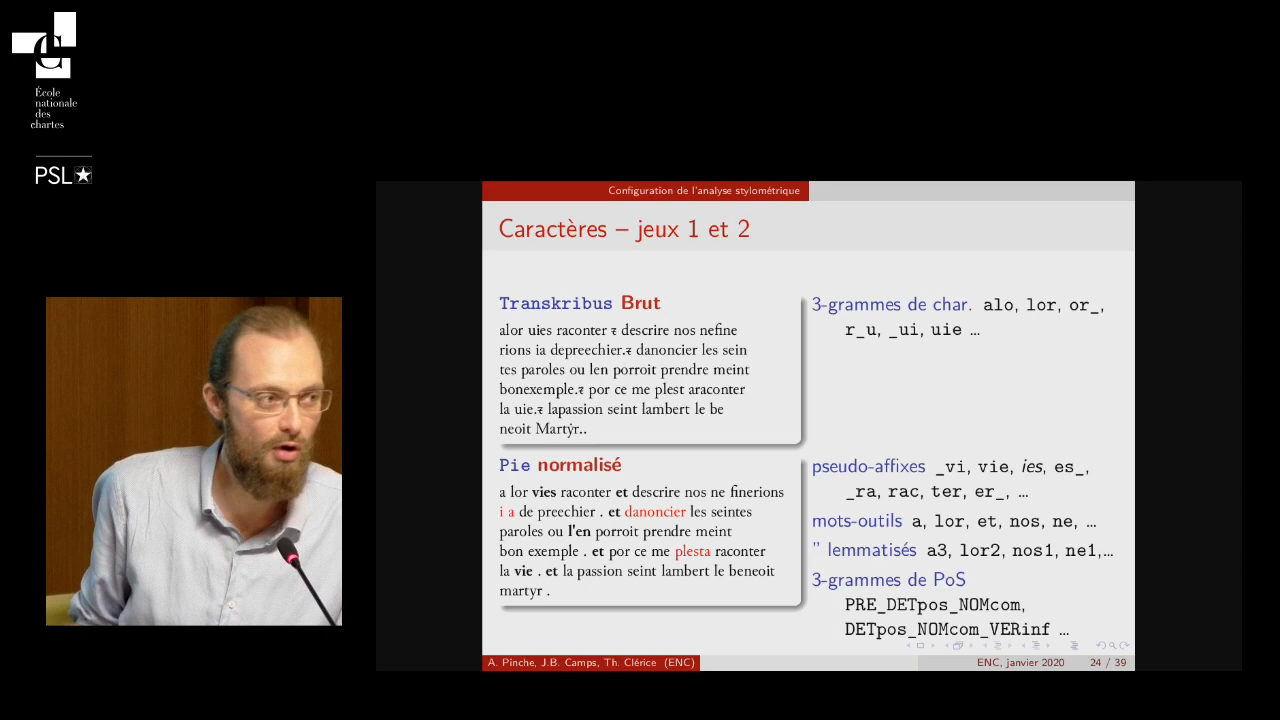 École
nationale
des
chartes
PSL
Configuration de l'analyse stylométrique
Caractères – jeux 1 et 2
Transkribus Brut
alor uies raconter ⁊ descrire nos nefine
rions ia depreechier.⁊ danoncier les sein
tes paroles ou len porroit prendre meint
bonexemple.⁊ por ce me plest araconter
la uie.⁊ lapassion seint lambert le be
neoit Martẏr..
3-grammes de char. alo, lor, or_,
r_u, _ui, uie ...
Pie normalisé
a lor vies raconter et descrire nos ne finerions
i a de preechier . et danoncier les seintes
paroles ou l'en porroit prendre meint
bon exemple . et por ce me plesta raconter
la vie . et la passion seint lambert le beneoit
martyr .
pseudo-affixes _vi, vie, ies, es_,
_ra, rac, ter, er_, ...
mots-outils a, lor, et, nos, ne, ...
" lemmatisés a3, lor2, nos1, ne1,...
3-grammes de PoS
PRE_DETpos_NOMcom,
DETpos_NOMcom_VERinf ...
A. Pinche, J.B. Camps, Th. Clérice (ENC) ENC, janvier 2020 24 / 39